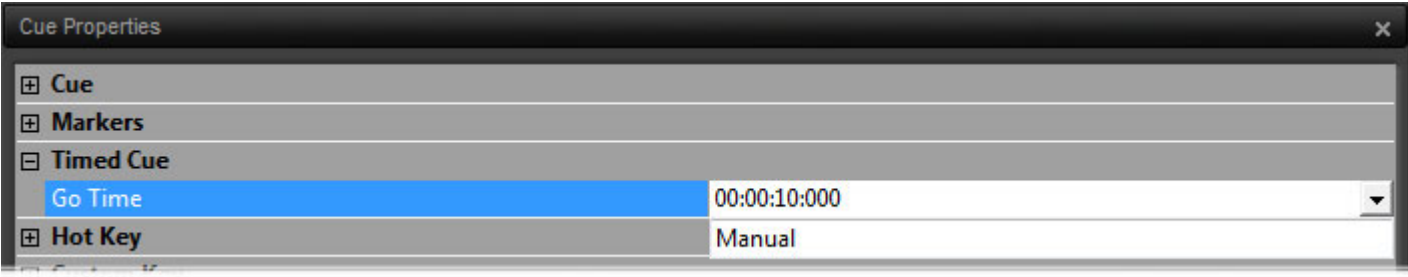 Cue Properties
Cue
Markers
Timed Cue
Go Time 00:00:10:000
Hot Key Manual